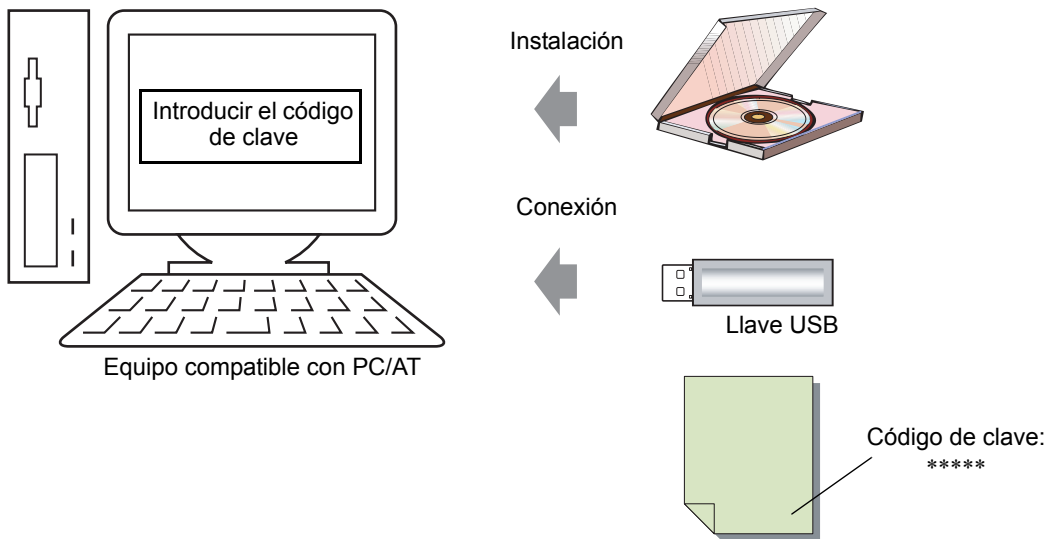 Instalación
Introducir el código
de clave
Conexión
Llave USB
Equipo compatible con PC/AT
Código de clave:
*****